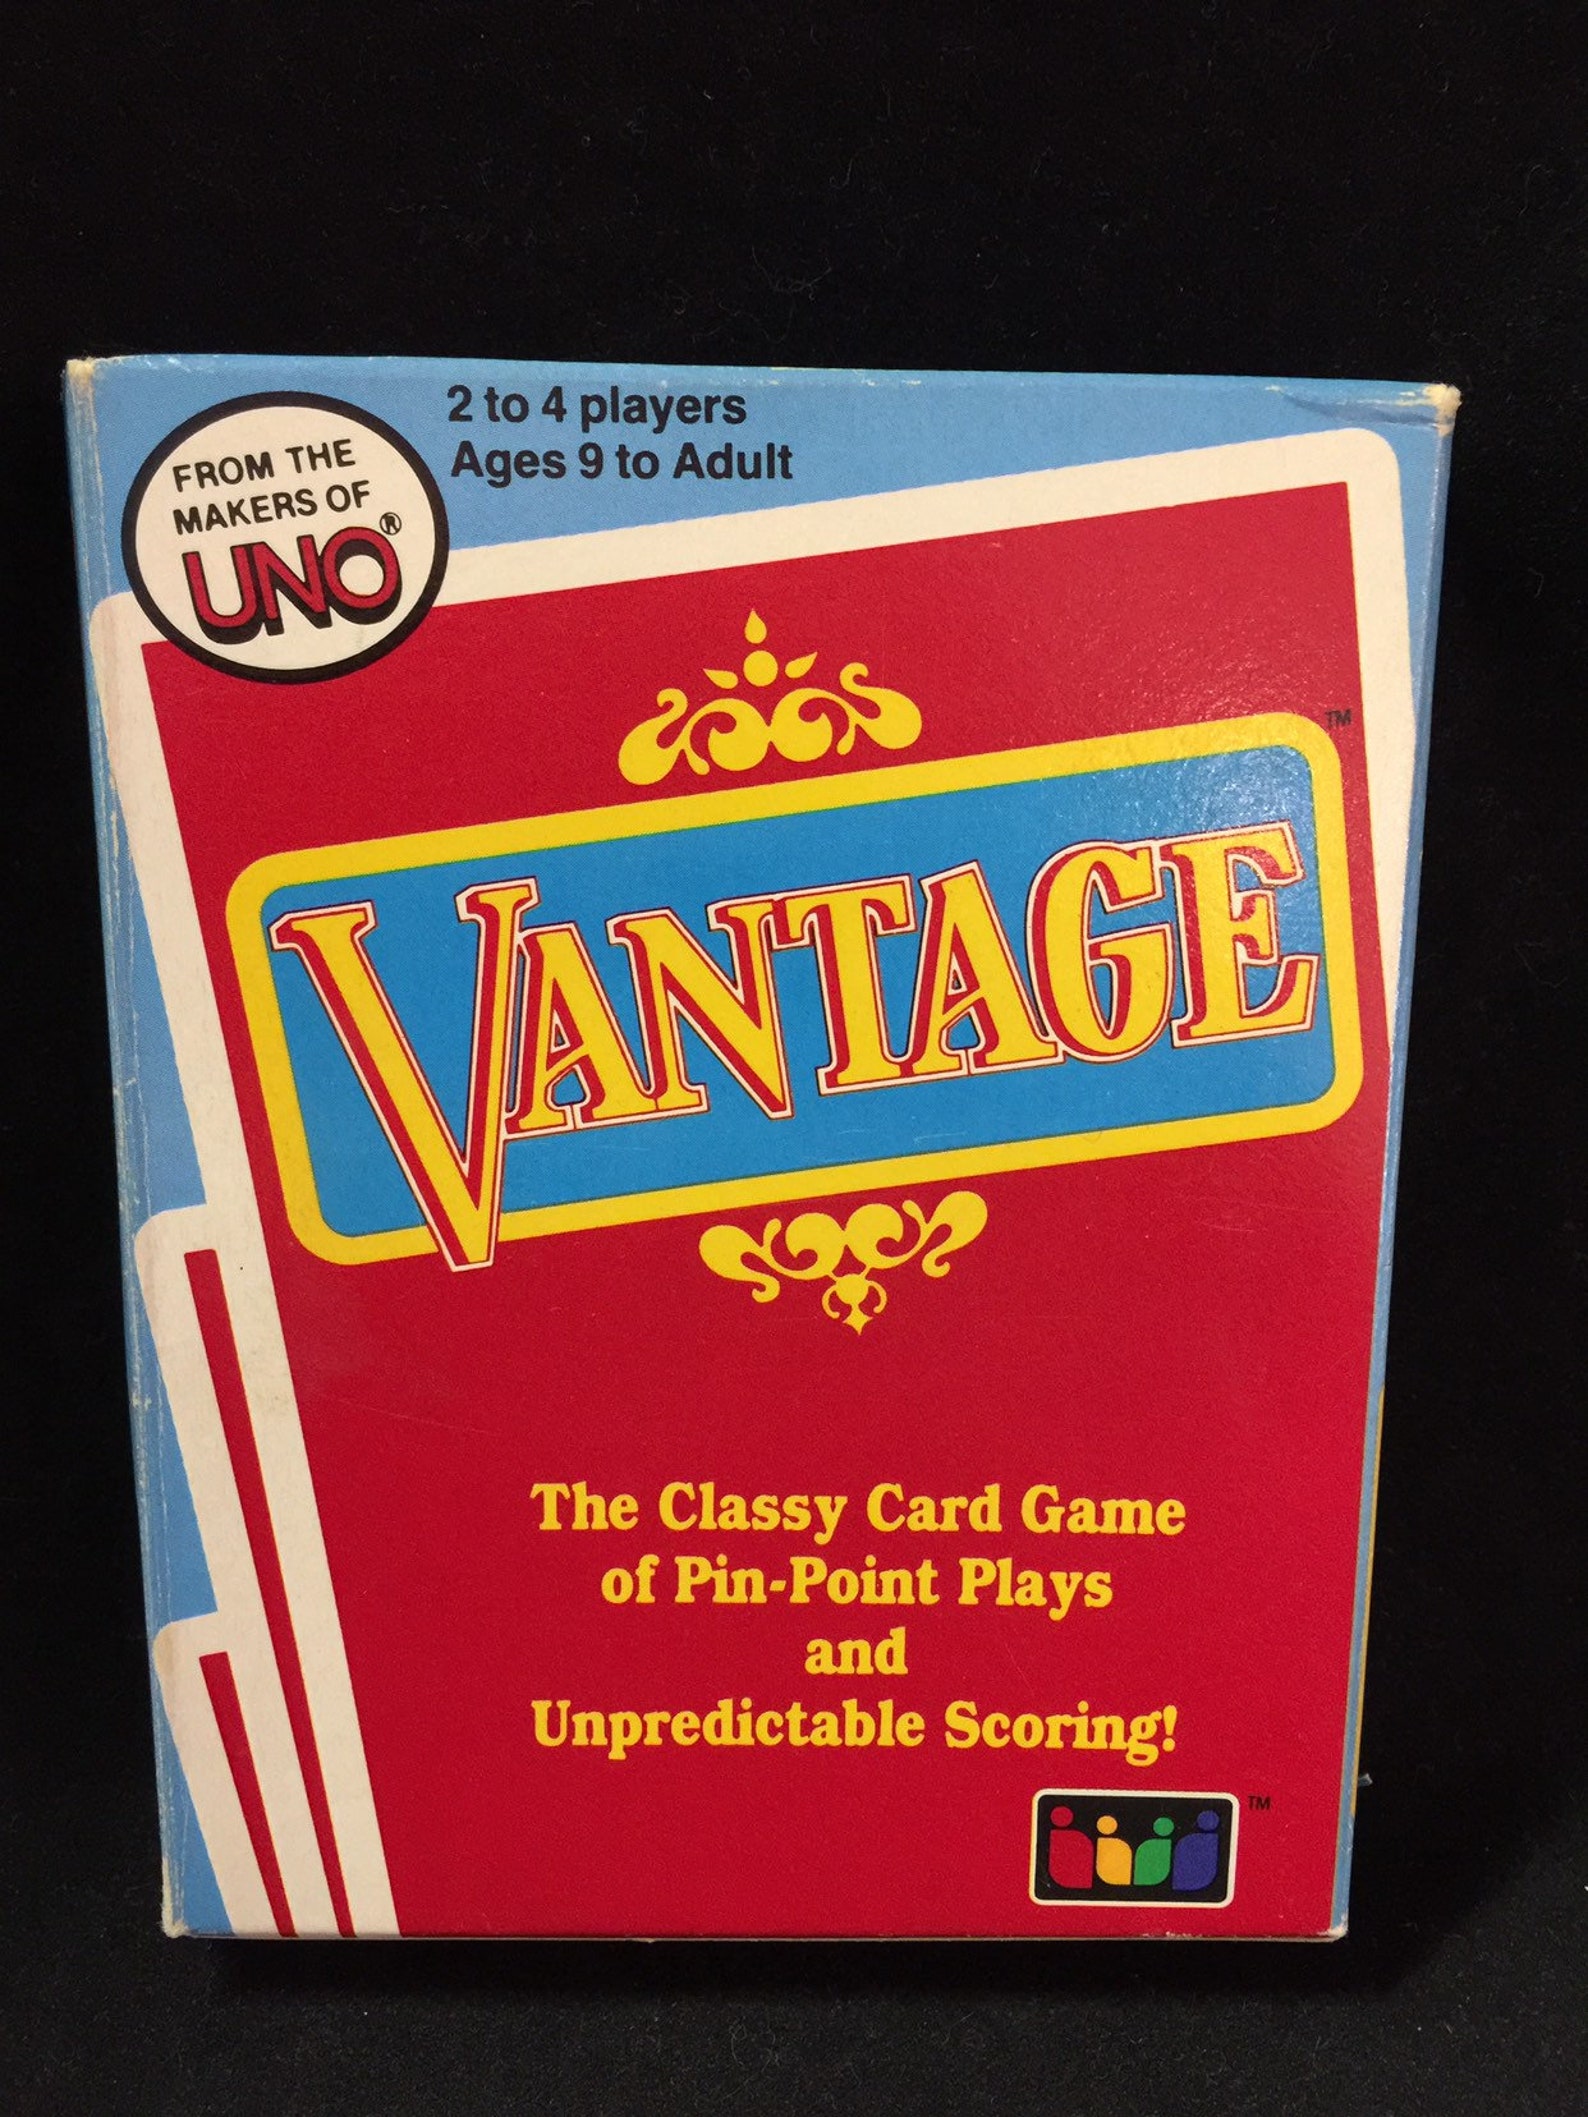 2 to 4 players
Ages 9 to Adult
FROM THE
MAKERS OF
UNO®
VANTAGE™
The Classy Card Game
of Pin-Point Plays
and
Unpredictable Scoring!
™